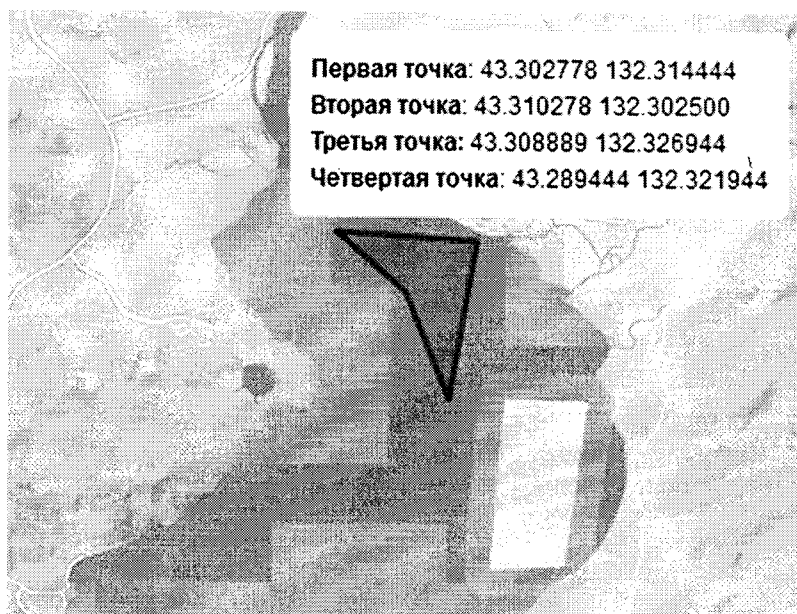 Первая точка: 43.302778 132.314444
Вторая точка: 43.310278 132.302500
Третья точка: 43.308889 132.326944
Четвертая точка: 43.289444 132.321944